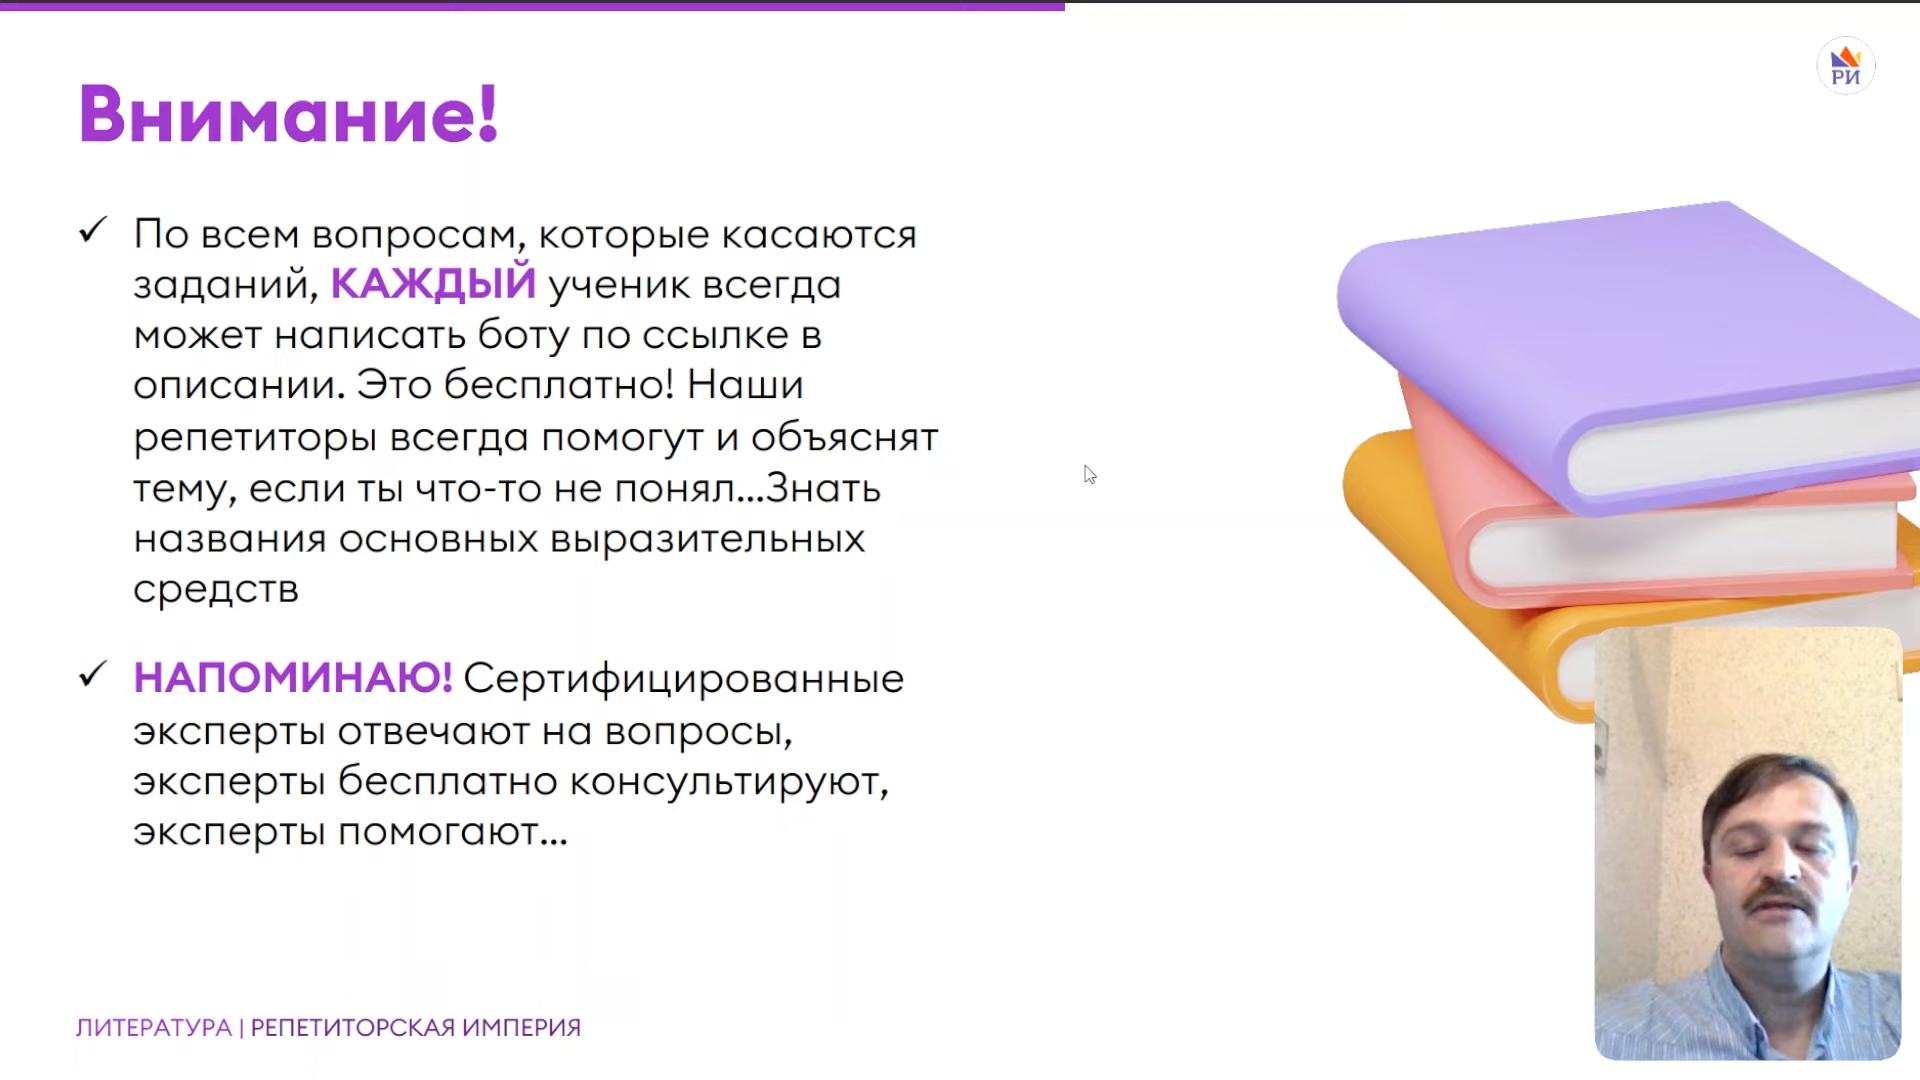 РИ
Внимание!
По всем вопросам, которые касаются
заданий, КАЖДЫЙ ученик всегда
может написать боту по ссылке в
описании. Это бесплатно! Наши
репетиторы всегда помогут и объяснят
тему, если ты что-то не понял...Знать
названия основных выразительных
средств
НАПОМИНАЮ! Сертифицированные
эксперты отвечают на вопросы,
эксперты бесплатно консультируют,
эксперты помогают...
ЛИТЕРАТУРА | РЕПЕТИТОРСКАЯ ИМПЕРИЯ